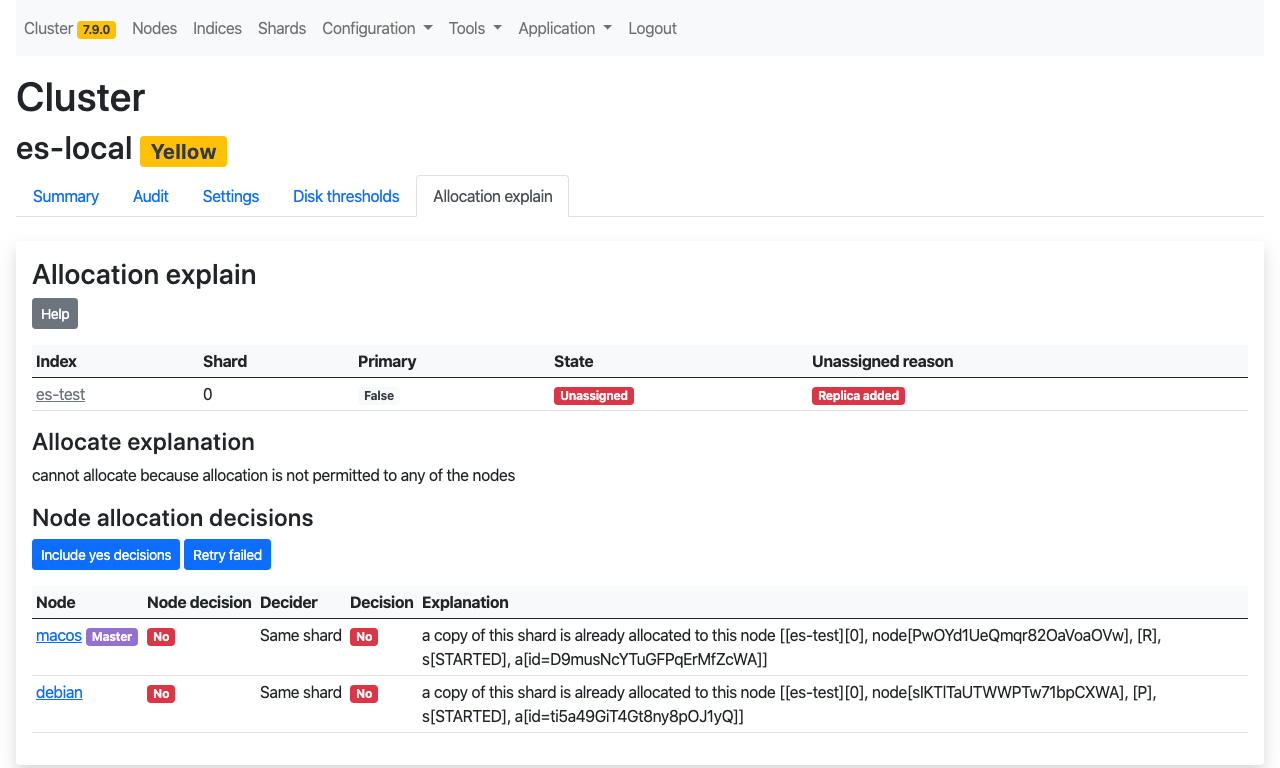 Cluster 7.9.0 Nodes Indices Shards Configuration Tools Application Logout
Cluster
es-local Yellow
Summary Audit Settings Disk thresholds Allocation explain
Allocation explain
Help
Index Shard Primary State Unassigned reason
es-test 0 False Unassigned Replica added
Allocate explanation
cannot allocate because allocation is not permitted to any of the nodes
Node allocation decisions
Include yes decisions Retry failed
Node Node decision Decider Decision Explanation
macos Master No Same shard No a copy of this shard is already allocated to this node [[es-test][0], node[PwOYd1UeQmqr82OaVoaOVw], [R],
s[STARTED], a[id=D9musNcYTuGFPqErMfZcWA]]
debian No Same shard No a copy of this shard is already allocated to this node [[es-test][0], node[sIKTlTaUTWWPTw71bpCXWA], [P],
s[STARTED], a[id=ti5a49GiT4Gt8ny8pOJ1yQ]]